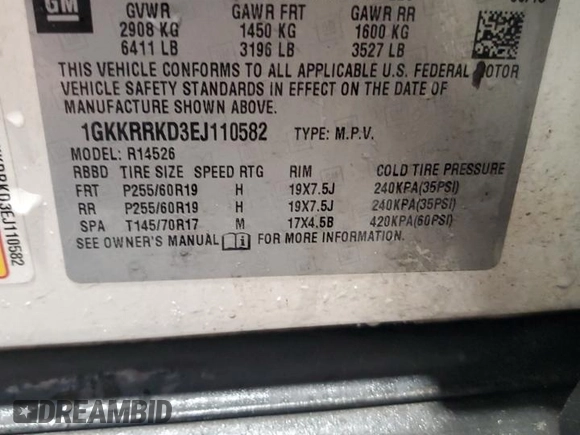 GM
GVWR GAWR FRT GAWR RR
2908 KG 1450 KG 1600 KG
6411 LB 3196 LB 3527 LB
THIS VEHICLE CONFORMS TO ALL APPLICABLE U.S. FEDERAL MOTOR
VEHICLE SAFETY STANDARDS IN EFFECT ON THE DATE OF
MANUFACTURE SHOWN ABOVE.
1GKKRRKD3EJ110582 TYPE: M.P.V.
MODEL: R14526
RBBD TIRE SIZE SPEED RTG RIM COLD TIRE PRESSURE
FRT P255/60R19 H 19X7.5J 240KPA(35PSI)
RR P255/60R19 H 19X7.5J 240KPA(35PSI)
SPA T145/70R17 M 17X4.5B 420KPA(60PSI)
SEE OWNER'S MANUAL FOR MORE INFORMATION.
KKRRKD3EJ110582
DREAMBID